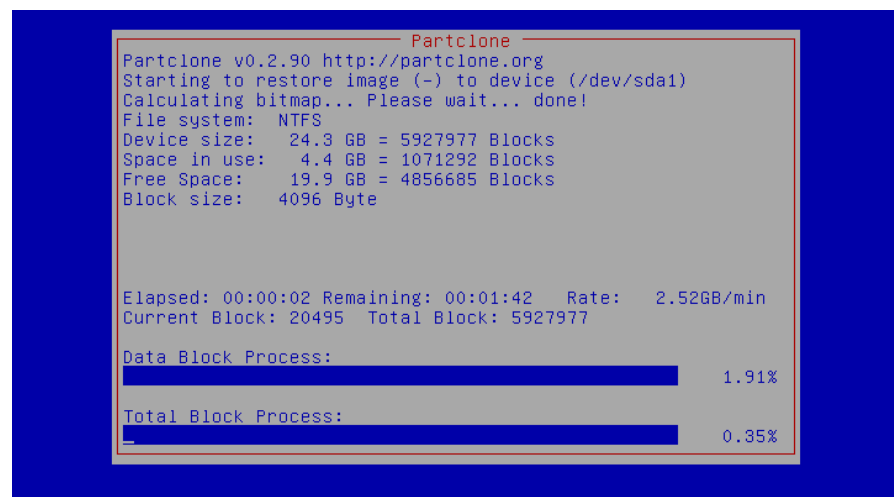 Partclone
Partclone v0.2.90 http://partclone.org
Starting to restore image (-) to device (/dev/sda1)
Calculating bitmap... Please wait... done!
File system:  NTFS
Device size:   24.3 GB = 5927977 Blocks
Space in use:   4.4 GB = 1071292 Blocks
Free Space:    19.9 GB = 4856685 Blocks
Block size:   4096 Byte
Elapsed: 00:00:02 Remaining: 00:01:42   Rate:   2.52GB/min
Current Block: 20495  Total Block: 5927977
Data Block Process:
1.91%
Total Block Process:
0.35%